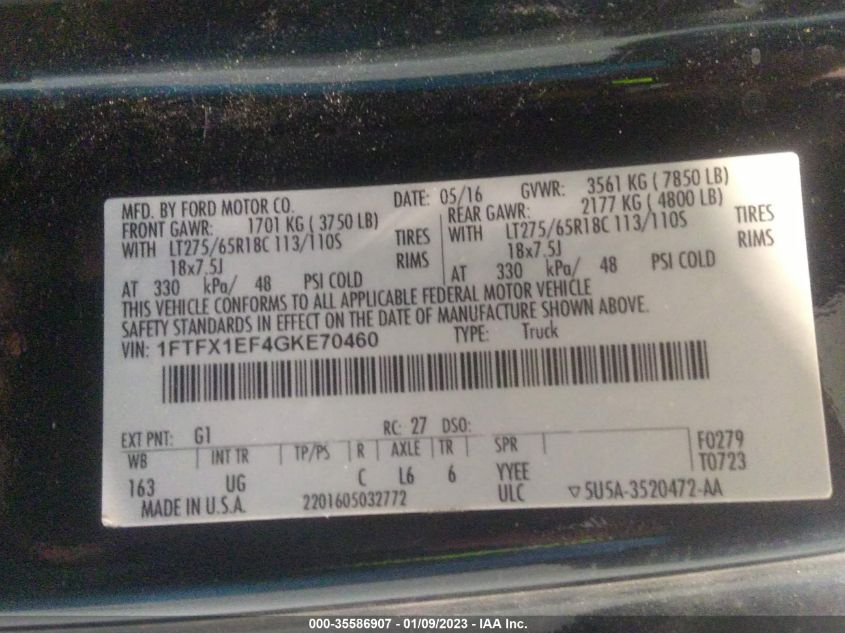 MFD. BY FORD MOTOR CO. DATE: 05/16 GVWR: 3561 KG ( 7850 LB)
FRONT GAWR: 1701 KG ( 3750 LB) REAR GAWR: 2177 KG ( 4800 LB)
WITH LT275/65R18C 113/110S TIRES WITH LT275/65R18C 113/110S TIRES
18x7.5J RIMS 18x7.5J RIMS
AT 330 kPa/ 48 PSI COLD AT 330 kPa/ 48 PSI COLD
THIS VEHICLE CONFORMS TO ALL APPLICABLE FEDERAL MOTOR VEHICLE
SAFETY STANDARDS IN EFFECT ON THE DATE OF MANUFACTURE SHOWN ABOVE.
VIN: 1FTFX1EF4GKE70460 TYPE: Truck
EXT PNT: G1 RC: 27 DSO: F0279
WB INT TR TP/PS R AXLE TR SPR T0723
163 UG C L6 6 YYEE
MADE IN U.S.A. 2201605032772 ULC ▽5U5A-3520472-AA
000-35586907 - 01/09/2023 - IAA Inc.